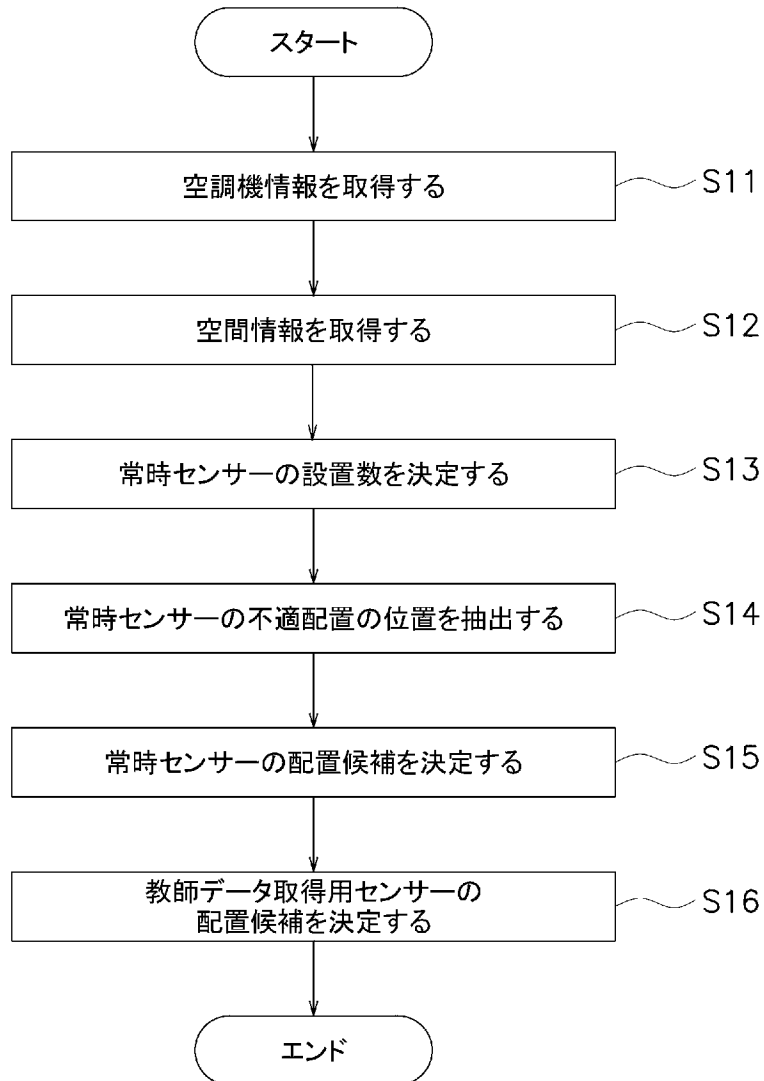 スタート
空調機情報を取得する
S11
空間情報を取得する
S12
常時センサーの設置数を決定する
S13
常時センサーの不適配置の位置を抽出する
S14
常時センサーの配置候補を決定する
S15
教師データ取得用センサーの
配置候補を決定する
S16
エンド